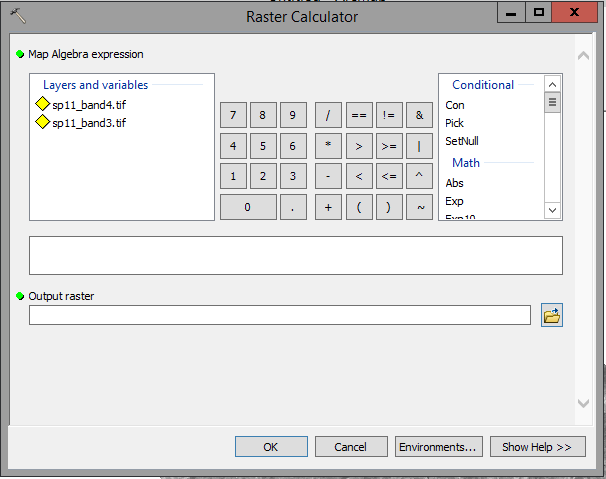 Raster Calculator
Map Algebra expression
Layers and variables
sp11_band4.tif
sp11_band3.tif
7 8 9 / == != &
4 5 6 * > >= |
1 2 3 - < <= ^
0 . + ( ) ~
Conditional
Con
Pick
SetNull
Math
Abs
Exp
Exp10
Output raster
OK Cancel Environments... Show Help >>